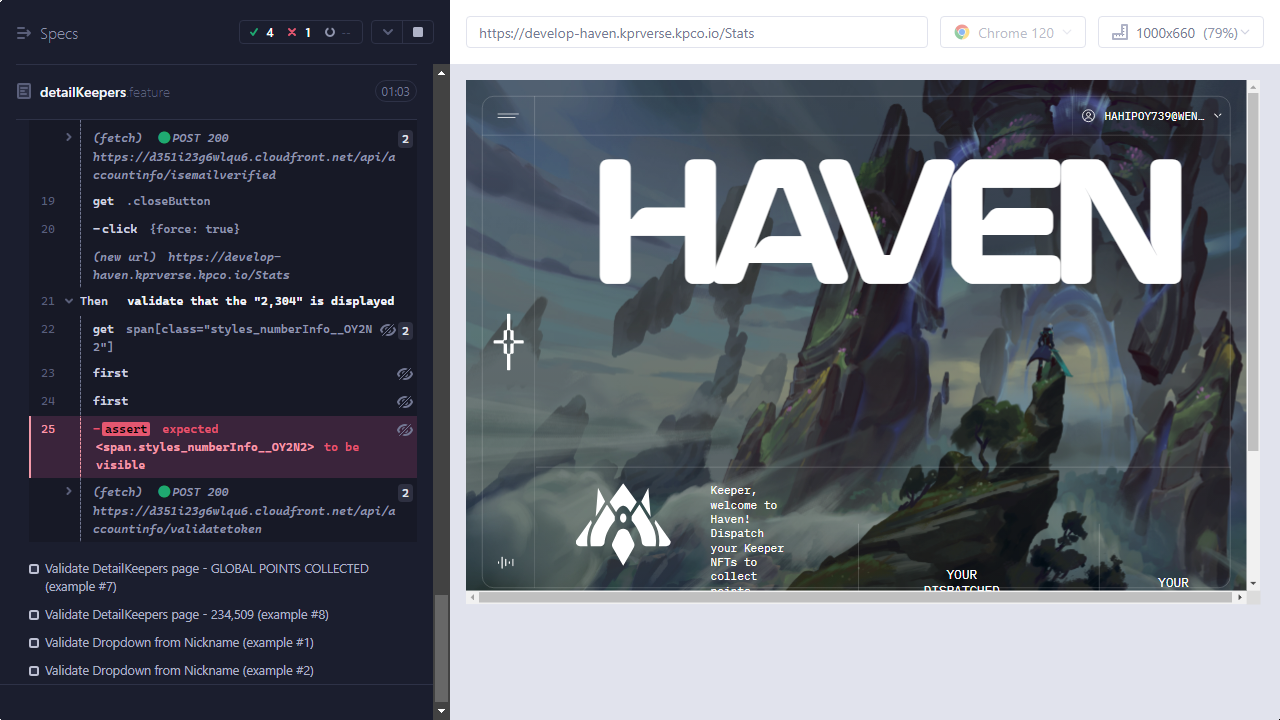 Specs
4 1 --
detailKeepers.feature 01:03
(fetch) POST 200 2
https://d351i23g6wlqu6.cloudfront.net/api/a
ccountinfo/isemailverified
19 get .closeButton
20 -click {force: true}
(new url) https://develop-
haven.kprverse.kpco.io/Stats
21 Then validate that the "2,304" is displayed
22 get span[class="styles_numberInfo__OY2N 2
2"]
23 first
24 first
25 -assert expected
<span.styles_numberInfo__OY2N2> to be
visible
(fetch) POST 200 2
https://d351i23g6wlqu6.cloudfront.net/api/a
ccountinfo/validatetoken
Validate DetailKeepers page - GLOBAL POINTS COLLECTED
(example #7)
Validate DetailKeepers page - 234,509 (example #8)
Validate Dropdown from Nickname (example #1)
Validate Dropdown from Nickname (example #2)
https://develop-haven.kprverse.kpco.io/Stats
Chrome 120
1000x660 (79%)
HAHIPOY739@WEN…
HAVEN
Keeper,
welcome to
Haven!
Dispatch
your Keeper
NFTs to
collect
points
YOUR
DISPATCHED
YOUR